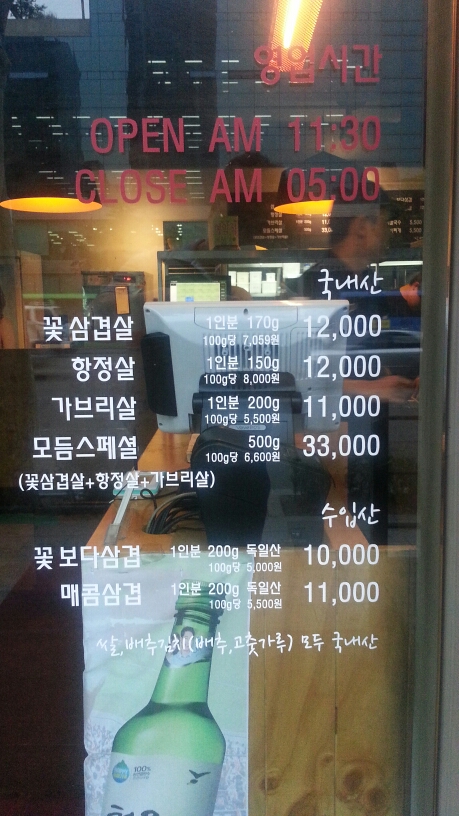 영업시간
OPEN AM 11:30
CLOSE AM 05:00
국내산
꽃삼겹살 1인분 170g 12,000
100g당 7,059원
항정살 1인분 150g 12,000
100g당 8,000원
가브리살 1인분 200g 11,000
100g당 5,500원
모듬스페셜 500g 33,000
100g당 6,600원
(꽃삼겹살+항정살+가브리살)
수입산
꽃보다삼겹 1인분 200g 독일산 10,000
100g당 5,000원
매콤삼겹 1인분 200g 독일산 11,000
100g당 5,500원
쌀,배추김치(배추,고춧가루) 모두 국내산
100%